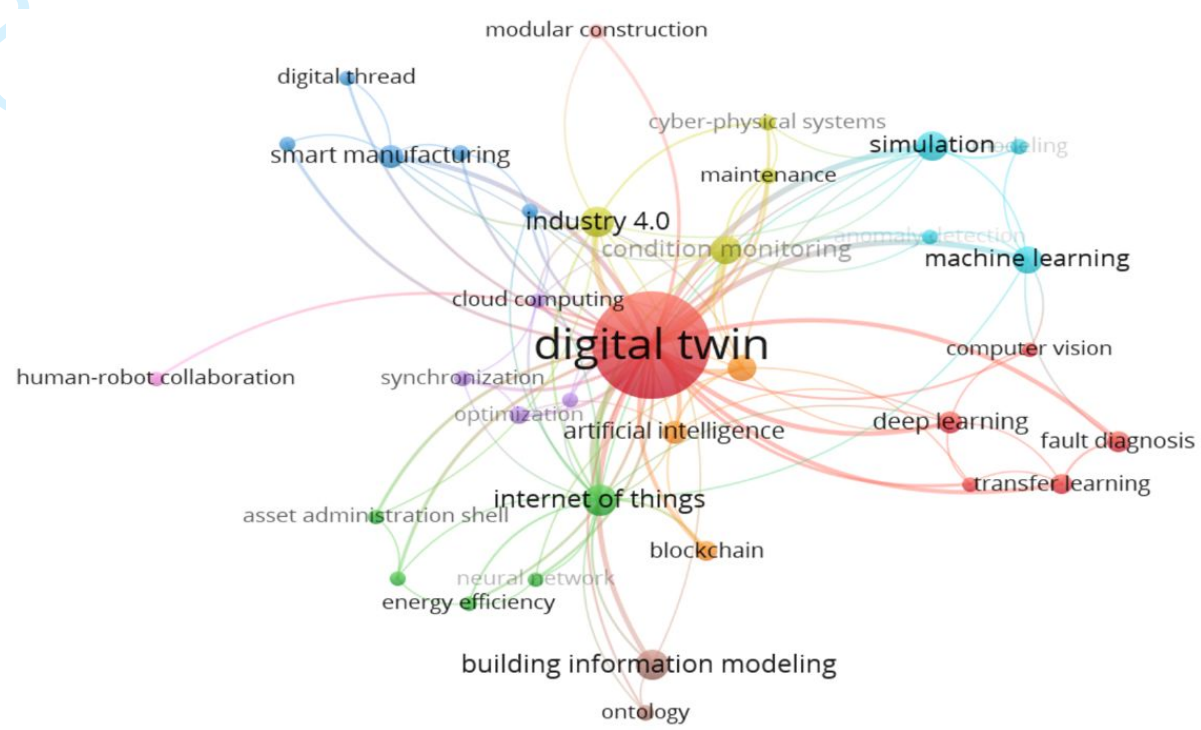 modular construction
digital thread
cyber-physical systems
simulation
smart manufacturing
maintenance
industry 4.0
anomaly detection
condition monitoring
machine learning
cloud computing
digital twin
computer vision
human-robot collaboration
synchronization
optimization
deep learning
artificial intelligence
fault diagnosis
transfer learning
internet of things
asset administration shell
blockchain
neural network
energy efficiency
building information modeling
ontology